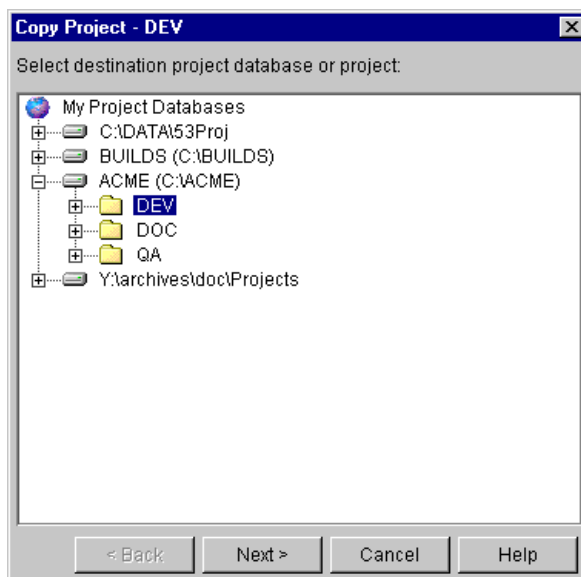 Copy Project - DEV
Select destination project database or project:
My Project Databases
C:\DATA\53Proj
BUILDS (C:\BUILDS)
ACME (C:\ACME)
DEV
DOC
QA
Y:\archives\doc\Projects
< Back Next > Cancel Help